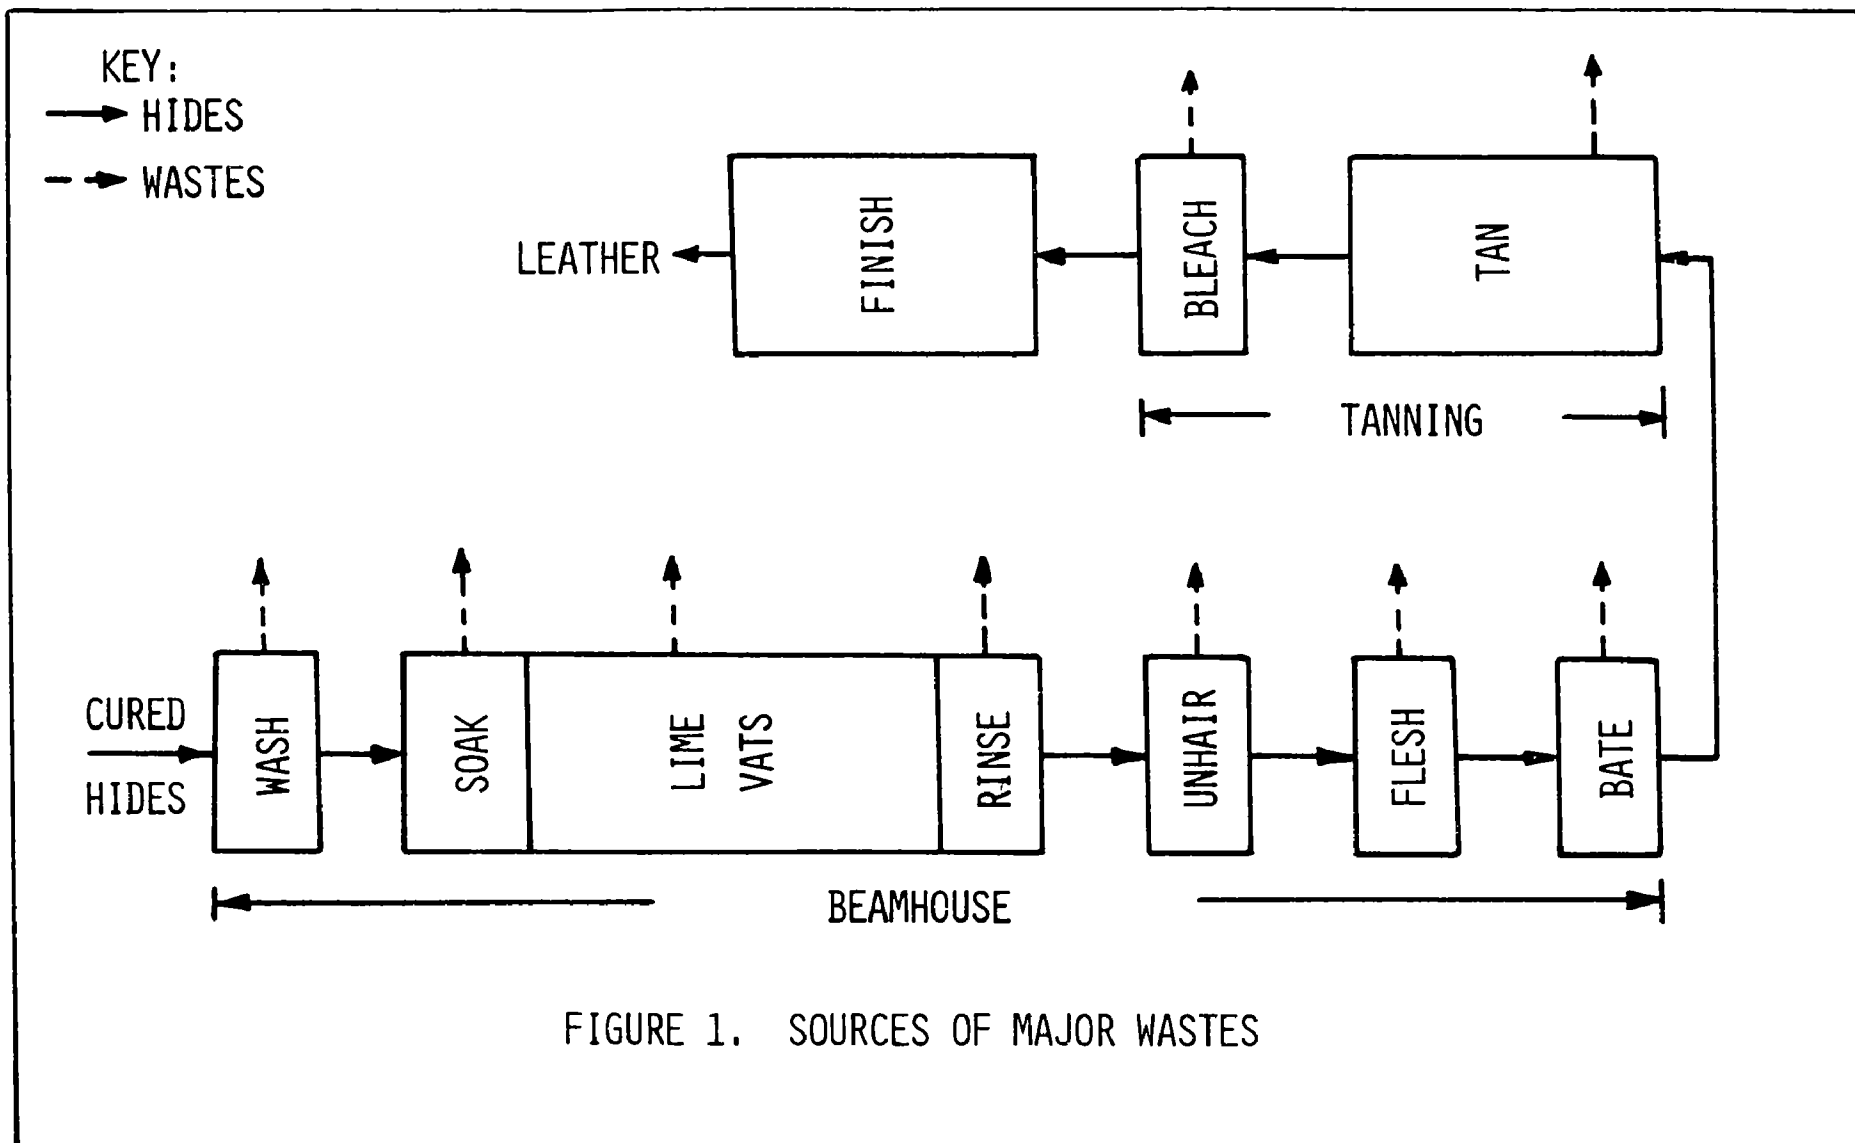 KEY:
HIDES
WASTES
LEATHER
FINISH
BLEACH
TAN
TANNING
CURED
HIDES
WASH
SOAK
LIME
VATS
RINSE
UNHAIR
FLESH
BATE
BEAMHOUSE
FIGURE 1. SOURCES OF MAJOR WASTES